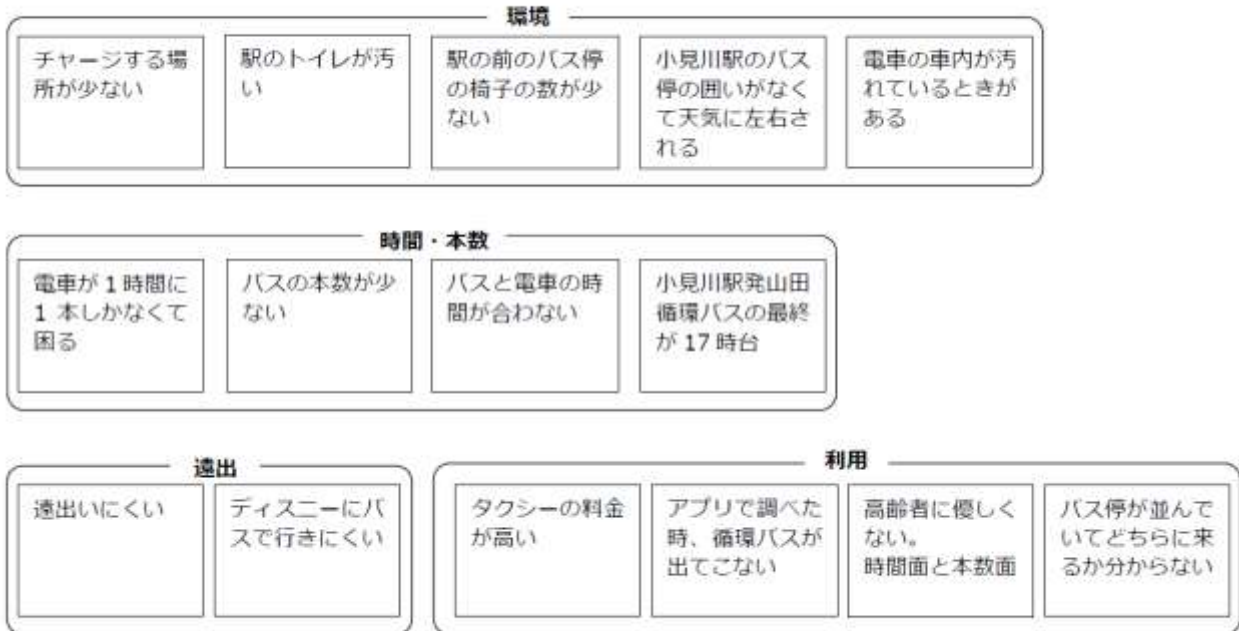 環境
チャージする場
所が少ない
駅のトイレが汚
い
駅の前のバス停
の椅子の数が少
ない
小見川駅のバス
停の囲いがなく
て天気に左右さ
れる
電車の車内が汚
れているときが
ある
時間・本数
電車が1時間に
1本しかなくて
困る
バスの本数が少
ない
バスと電車の時
間が合わない
小見川駅発山田
循環バスの最終
が17時台
遠出
遠出いにくい
ディズニーにバ
スで行きにくい
利用
タクシーの料金
が高い
アプリで調べた
時、循環バスが
出てこない
高齢者に優しく
ない。
時間面と本数面
バス停が並んで
いてどちらに来
るか分からない